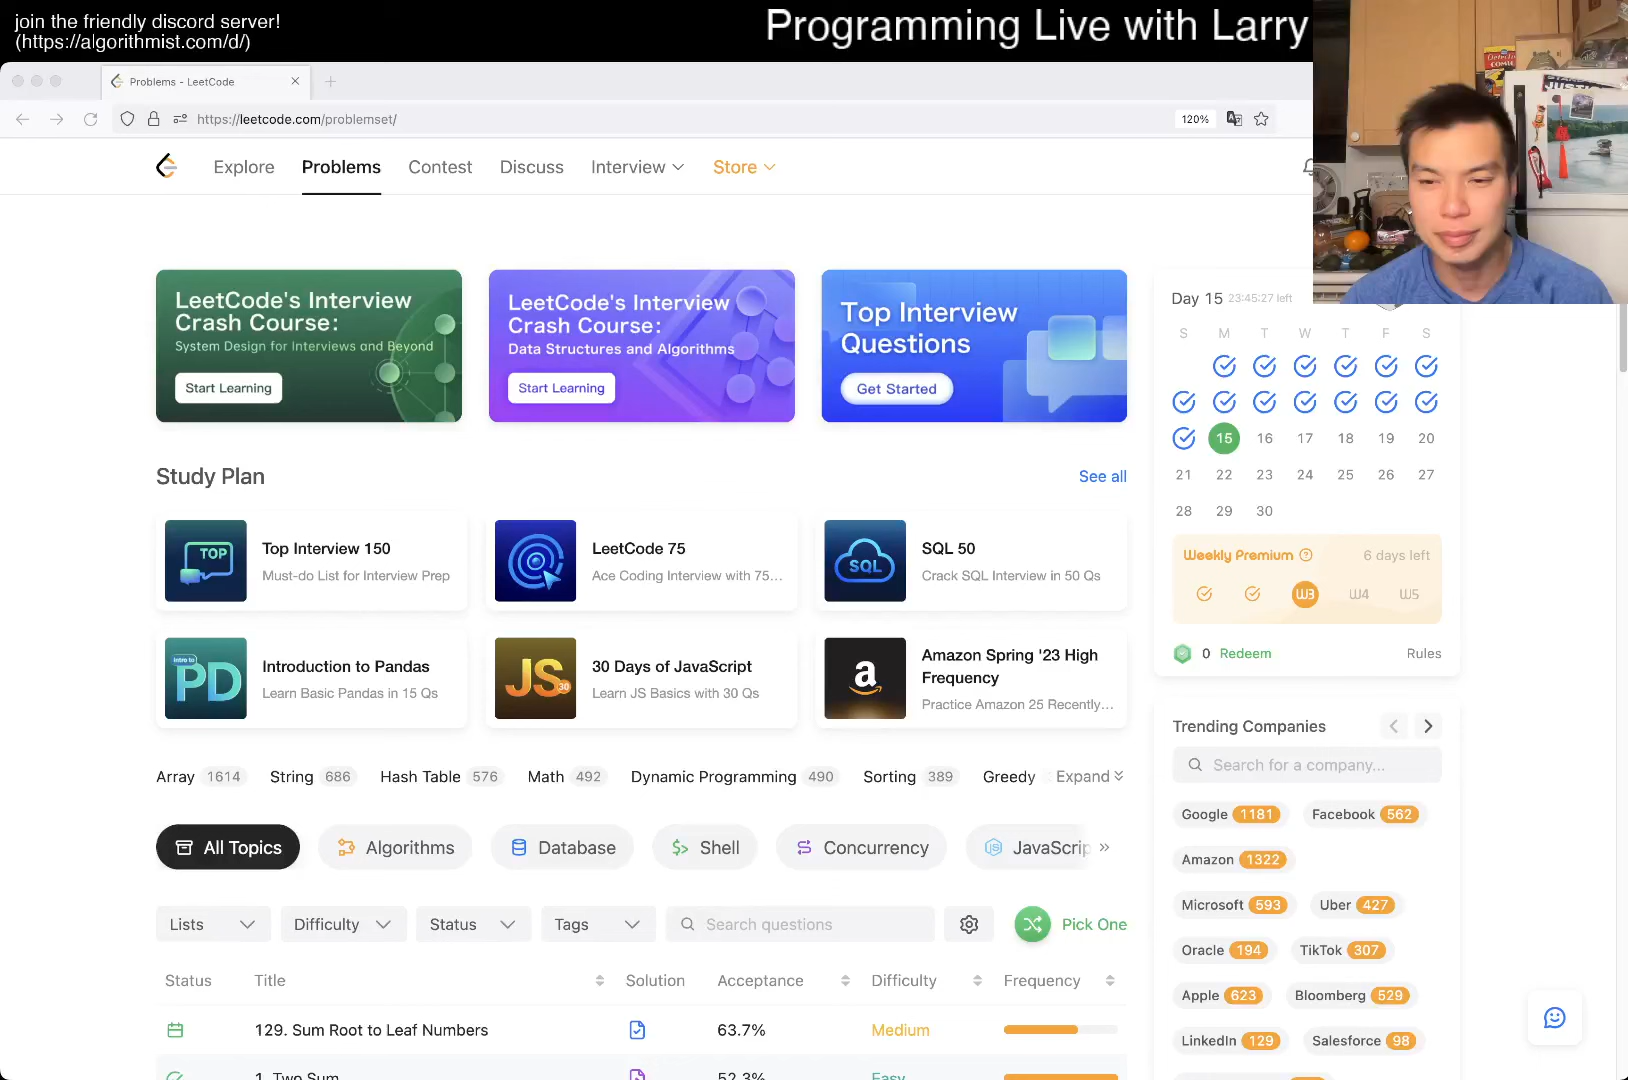 join the friendly discord server!
(https://algorithmist.com/d/)
Programming Live with Larry
Problems - LeetCode
https://leetcode.com/problemset/
120%
Explore
Problems
Contest
Discuss
Interview
Store
LeetCode's Interview
Crash Course:
System Design for Interviews and Beyond
Start Learning
LeetCode's Interview
Crash Course:
Data Structures and Algorithms
Start Learning
Top Interview
Questions
Get Started
Day 15 23:45:27 left
S M T W T F S
15 16 17 18 19 20
21 22 23 24 25 26 27
28 29 30
Weekly Premium ? 6 days left
W3 W4 W5
0 Redeem Rules
Study Plan
See all
TOP
Top Interview 150
Must-do List for Interview Prep
LeetCode 75
Ace Coding Interview with 75...
SQL
SQL 50
Crack SQL Interview in 50 Qs
Intro to
PD
Introduction to Pandas
Learn Basic Pandas in 15 Qs
JS
30
30 Days of JavaScript
Learn JS Basics with 30 Qs
a
Amazon Spring '23 High
Frequency
Practice Amazon 25 Recently...
Trending Companies
Search for a company...
Google 1181 Facebook 562
Amazon 1322
Microsoft 593 Uber 427
Oracle 194 TikTok 307
Apple 623 Bloomberg 529
LinkedIn 129 Salesforce 98
Array 1614 String 686 Hash Table 576 Math 492 Dynamic Programming 490 Sorting 389 Greedy Expand
All Topics Algorithms Database Shell Concurrency JavaScrip
Lists Difficulty Status Tags Search questions Pick One
Status Title Solution Acceptance Difficulty Frequency
129. Sum Root to Leaf Numbers 63.7% Medium
1. Two Sum 52.3% Easy